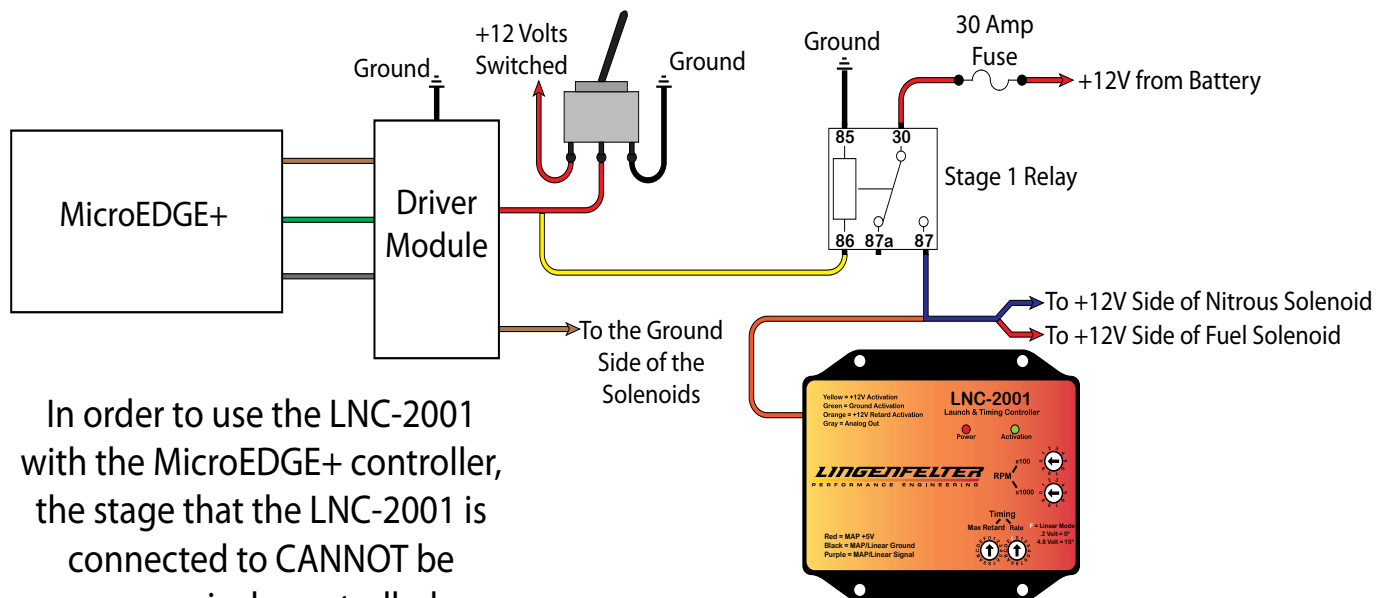 +12 Volts
Switched
Ground
Ground
Ground
30 Amp
Fuse
+12V from Battery
MicroEDGE+
Driver
Module
85
30
Stage 1 Relay
86
87a
87
To the Ground
Side of the
Solenoids
To +12V Side of Nitrous Solenoid
To +12V Side of Fuel Solenoid
In order to use the LNC-2001
with the MicroEDGE+ controller,
the stage that the LNC-2001 is
connected to CANNOT be
Yellow = +12V Activation
Green = Ground Activation
Orange = +12V Retard Activation
Gray = Analog Out
LNC-2001
Launch & Timing Controller
Power
Activation
LINGENFELTER
PERFORMANCE ENGINEERING
RPM
x100
x1000
Timing
Max Retard
Rate
F = Linear Mode
.2 Volt = 0°
4.8 Volt = 15°
Red = MAP +5V
Black = MAP/Linear Ground
Purple = MAP/Linear Signal